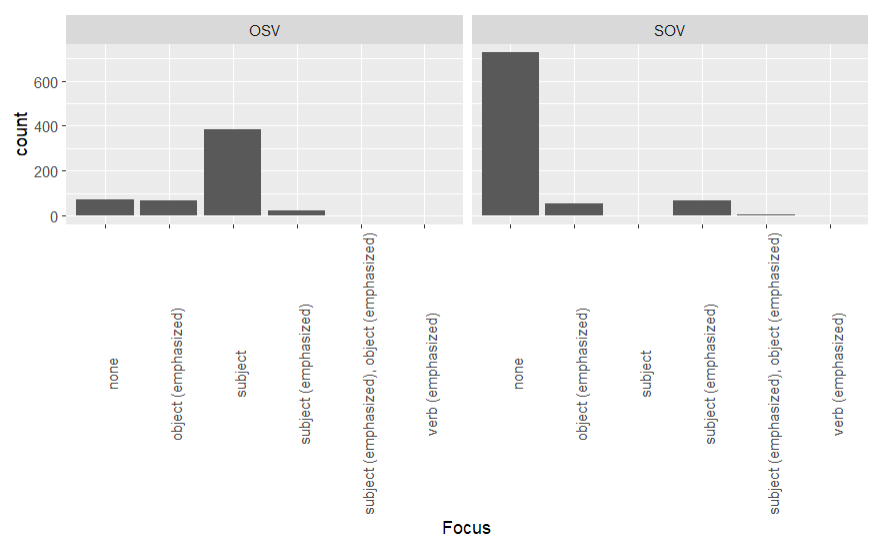 OSV
SOV
count
600
400
200
0
none
object (emphasized)
subject
subject (emphasized)
subject (emphasized), object (emphasized)
verb (emphasized)
none
object (emphasized)
subject
subject (emphasized)
subject (emphasized), object (emphasized)
verb (emphasized)
Focus